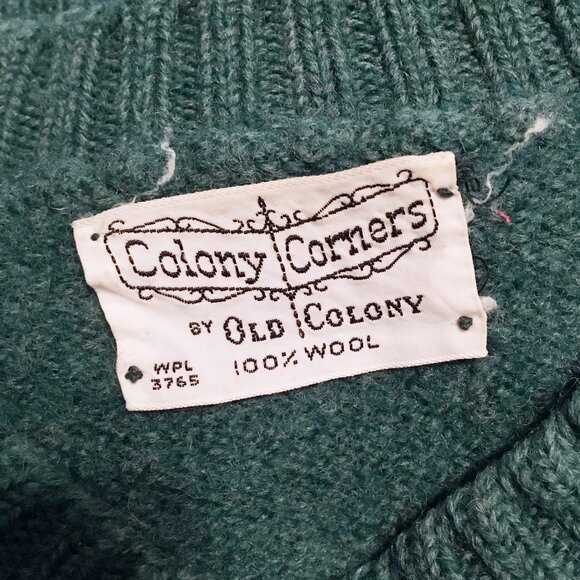 Colony Corners
BY OLD COLONY
100% WOOL
WPL
3765